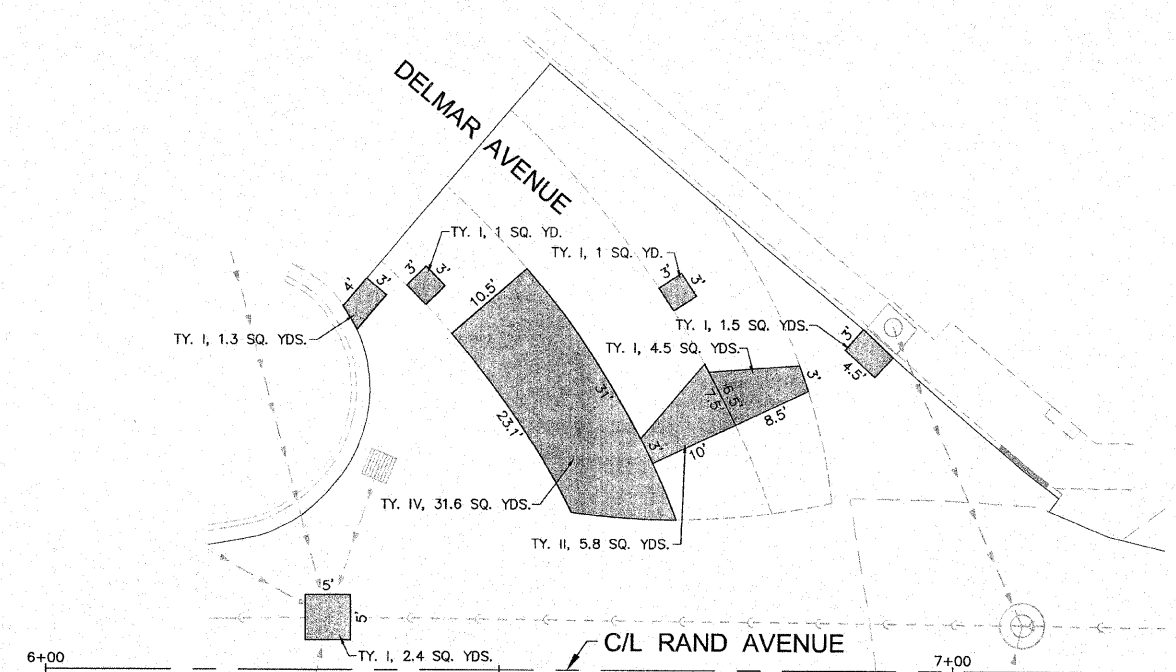 DELMAR AVENUE
TY. I, 1 SQ. YD.
TY. I, 1 SQ. YD.
4'
3'
3'
3'
3'
3'
10.5'
TY. I, 1.3 SQ. YDS.
TY. I, 1.5 SQ. YDS.
3'
4.5'
TY. I, 4.5 SQ. YDS.
31'
23.1'
7.5'
6.5'
3'
8.5'
3'
10'
TY. IV, 31.6 SQ. YDS.
TY. II, 5.8 SQ. YDS.
5'
5'
TY. I, 2.4 SQ. YDS.
C/L RAND AVENUE
6+00
7+00